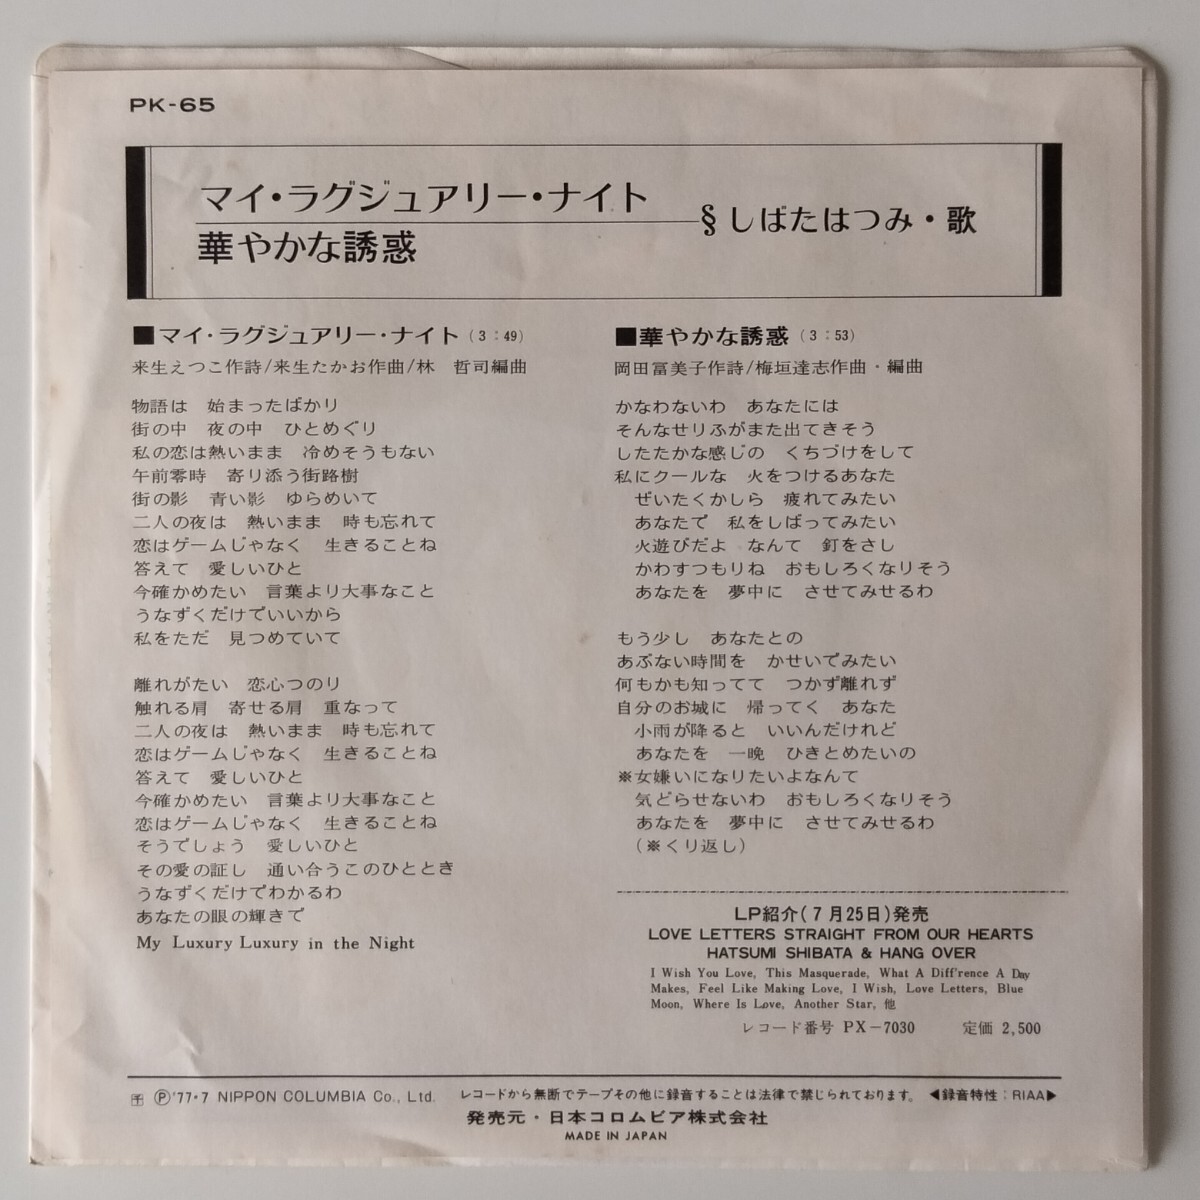 PK-65
マイ・ラグジュアリー・ナイト
華やかな誘惑
§しばたはつみ・歌
■マイ・ラグジュアリー・ナイト(3:49)
来生えつこ作詩/来生たかお作曲/林　哲司編曲
物語は　始まったばかり
街の中　夜の中　ひとめぐり
私の恋は熱いまま　冷めそうもない
午前零時　寄り添う街路樹
街の影　青い影　ゆらめいて
二人の夜は　熱いまま　時も忘れて
恋はゲームじゃなく　生きることね
答えて　愛しいひと
今確かめたい　言葉より大事なこと
うなずくだけでいいから
私をただ　見つめていて
離れがたい　恋心つのり
触れる肩　寄せる肩　重なって
二人の夜は　熱いまま　時も忘れて
恋はゲームじゃなく　生きることね
答えて　愛しいひと
今確かめたい　言葉より大事なこと
恋はゲームじゃなく　生きることね
そうでしょう　愛しいひと
その愛の証し　通い合うこのひととき
うなずくだけでわかるわ
あなたの眼の輝きで
My Luxury Luxury in the Night
■華やかな誘惑(3:53)
岡田冨美子作詩/梅垣達志作曲・編曲
かなわないわ　あなたには
そんなせりふがまた出てきそう
したたかな感じの　くちづけをして
私にクールな　火をつけるあなた
ぜいたくかしら　疲れてみたい
あなたで　私をしばってみたい
火遊びだよ　なんて　釘をさし
かわすつもりね　おもしろくなりそう
あなたを　夢中に　させてみせるわ
もう少し　あなたとの
あぶない時間を　かせいでみたい
何もかも知ってて　つかず離れず
自分のお城に　帰ってく　あなた
小雨が降ると　いいんだけれど
あなたを　一晩　ひきとめたいの
※女嫌いになりたいよなんて
気どらせないわ　おもしろくなりそう
あなたを　夢中に　させてみせるわ
(※くり返し)
LP紹介(7月25日)発売
LOVE LETTERS STRAIGHT FROM OUR HEARTS
HATSUMI SHIBATA & HANG OVER
I Wish You Love, This Masquerade, What A Diff'rence A Day
Makes, Feel Like Making Love, I Wish, Love Letters, Blue
Moon, Where Is Love, Another Star, 他
レコード番号 PX-7030　定価 2,500
Ⓟ'77・7 NIPPON COLUMBIA Co., Ltd.　レコードから無断でテープその他に録音することは法律で禁じられております。　◀録音特性：RIAA▶
発売元・日本コロムビア株式会社
MADE IN JAPAN